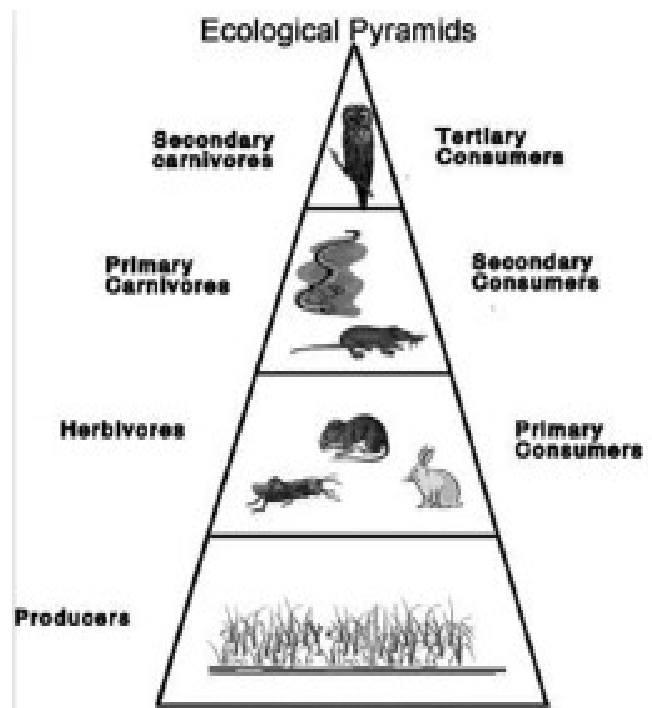 Ecological Pyramids
Secondary
carnivores
Tertiary
Consumers
Primary
Carnivores
Secondary
Consumers
Herbivores
Primary
Consumers
Producers